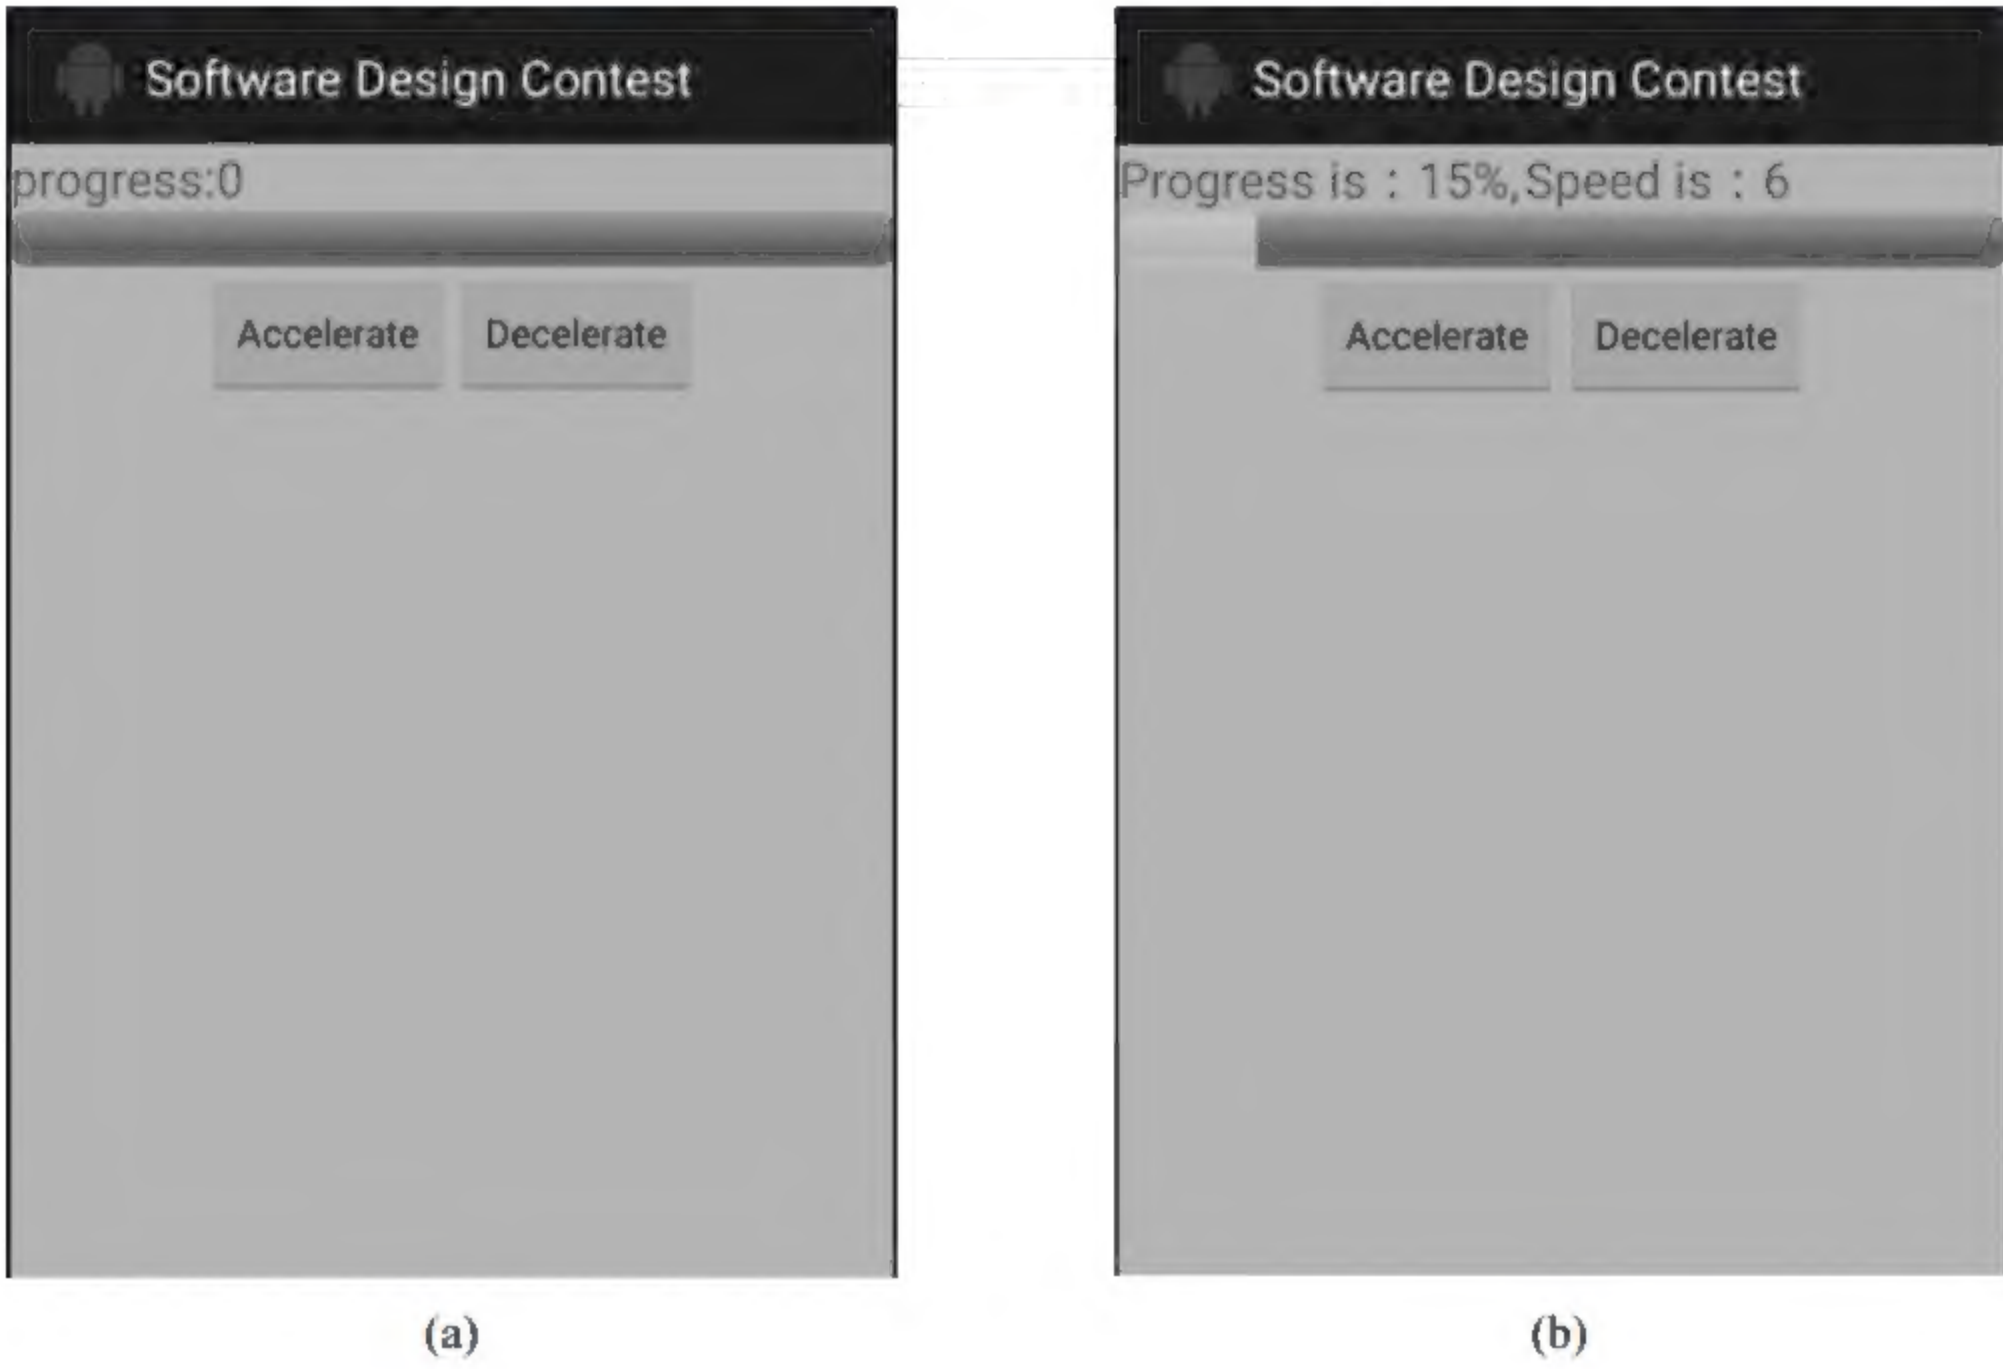 Software Design Contest
progress:0
Accelerate Decelerate
(a)
Software Design Contest
Progress is : 15%,Speed is : 6
Accelerate Decelerate
(b)